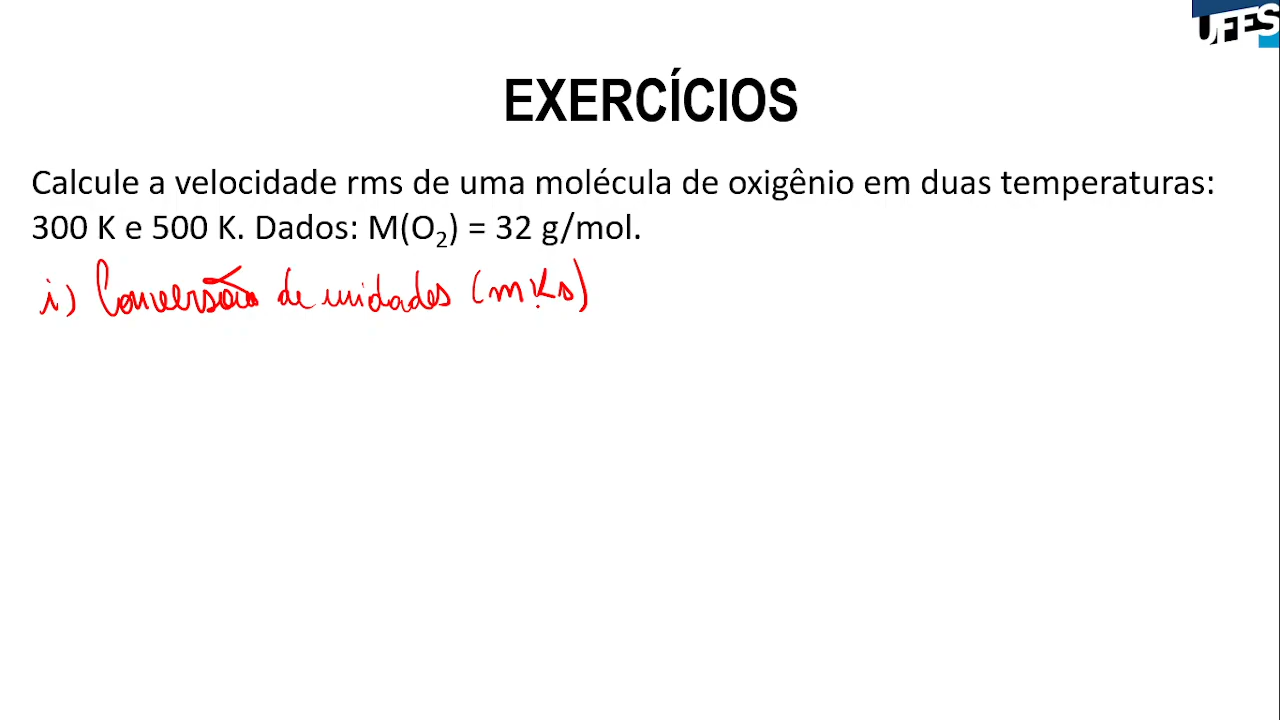 UFES
EXERCÍCIOS
Calcule a velocidade rms de uma molécula de oxigênio em duas temperaturas:
300 K e 500 K. Dados: M(O₂) = 32 g/mol.
i) Conversão de unidades (mKs)